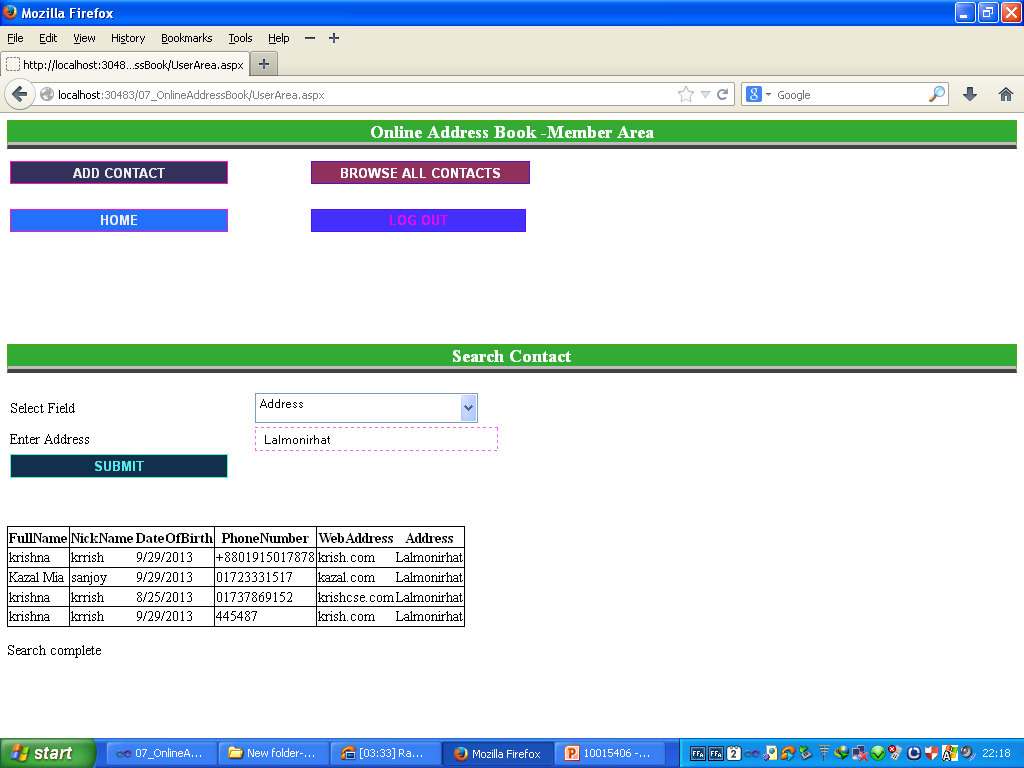 Mozilla Firefox
File Edit View History Bookmarks Tools Help
http://localhost:3048...ssBook/UserArea.aspx
localhost:30483/07_OnlineAddressBook/UserArea.aspx Google
Online Address Book -Member Area
ADD CONTACT BROWSE ALL CONTACTS
HOME LOG OUT
Search Contact
Select Field Address
Enter Address Lalmonirhat
SUBMIT
FullName NickName DateOfBirth PhoneNumber WebAddress Address
krishna krrish 9/29/2013 +8801915017878 krish.com Lalmonirhat
Kazal Mia sanjoy 9/29/2013 01723331517 kazal.com Lalmonirhat
krishna krrish 8/25/2013 01737869152 krishcse.com Lalmonirhat
krishna krrish 9/29/2013 445487 krish.com Lalmonirhat
Search complete
start 07_OnlineA... New folder-... [03:33] Ra... Mozilla Firefox 10015406 -... 2 22:18